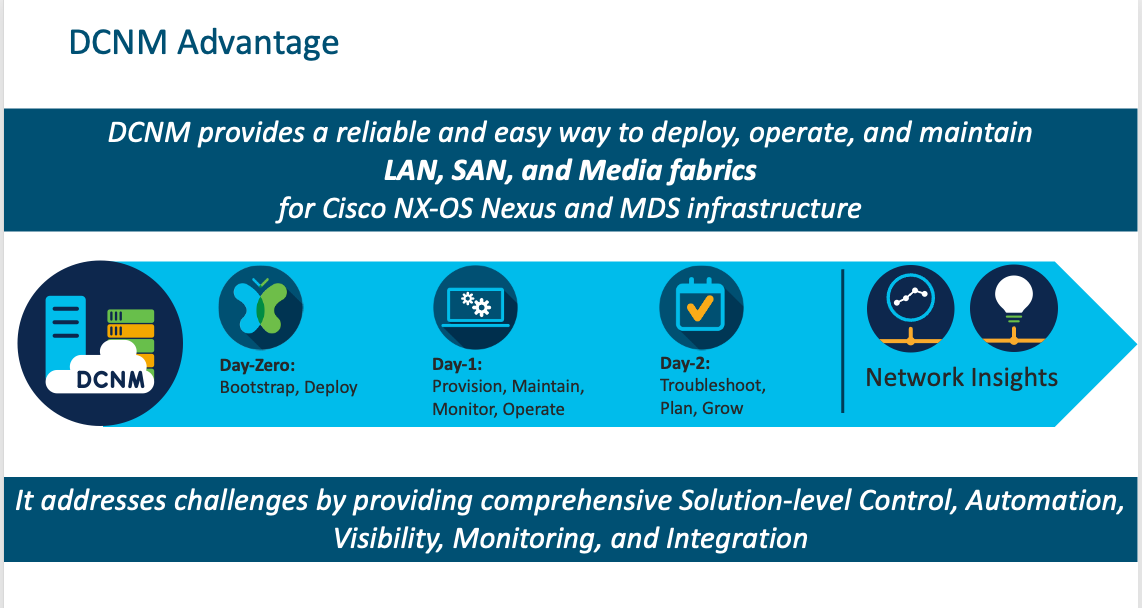 DCNM Advantage
DCNM provides a reliable and easy way to deploy, operate, and maintain
LAN, SAN, and Media fabrics
for Cisco NX-OS Nexus and MDS infrastructure
DCNM
Day-Zero:
Bootstrap, Deploy
Day-1:
Provision, Maintain,
Monitor, Operate
Day-2:
Troubleshoot,
Plan, Grow
Network Insights
It addresses challenges by providing comprehensive Solution-level Control, Automation,
Visibility, Monitoring, and Integration